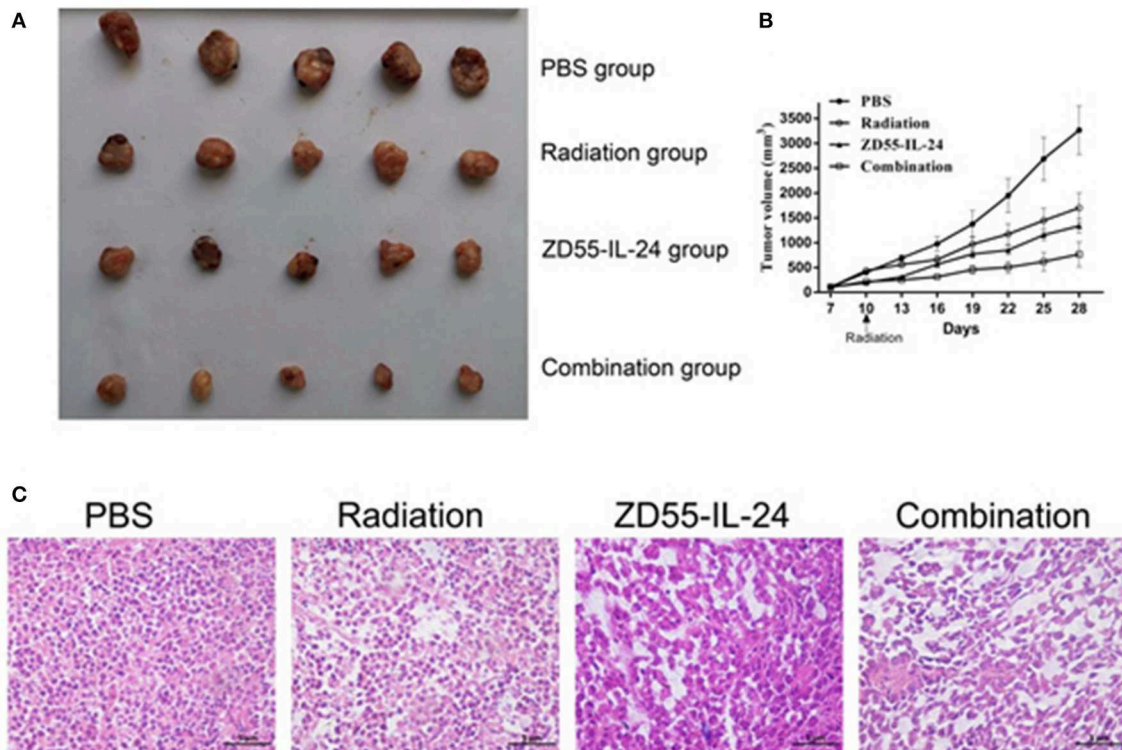 A
PBS group
Radiation group
ZD55-IL-24 group
Combination group
B
PBS
Radiation
ZD55-IL-24
Combination
Tumor volume (mm³)
3500
3000
2500
2000
1500
1000
500
0
7 10 13 16 19 22 25 28
Radiation
Days
C
PBS Radiation ZD55-IL-24 Combination